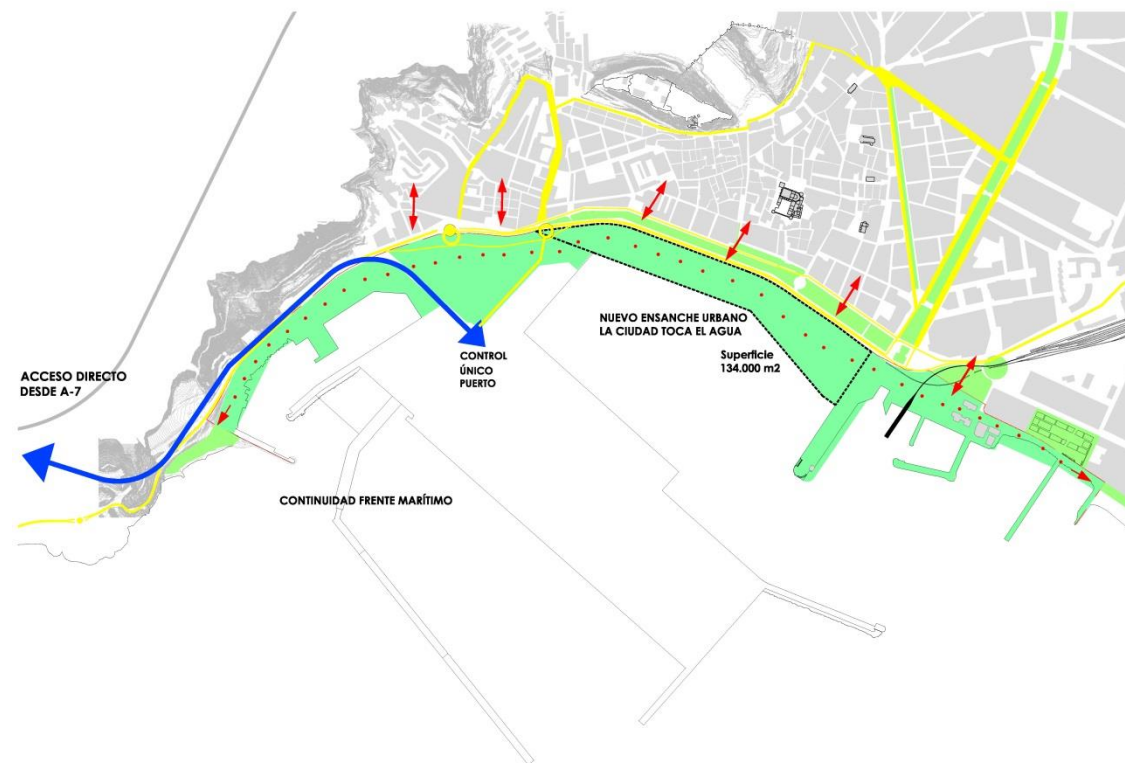 NUEVO ENSANCHE URBANO
LA CIUDAD TOCA EL AGUA
Superficie
134.000 m2
CONTROL
ÚNICO
PUERTO
ACCESO DIRECTO
DESDE A-7
CONTINUIDAD FRENTE MARÍTIMO